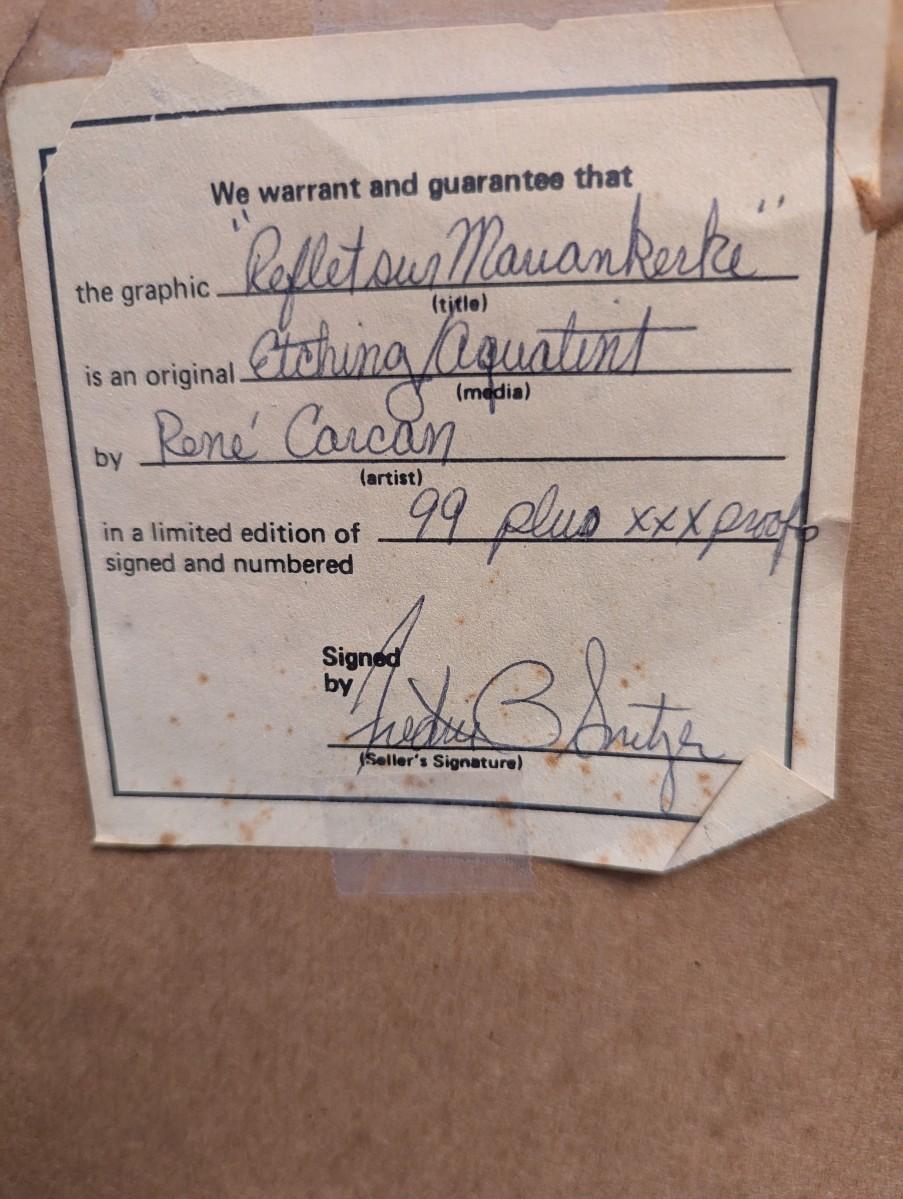 We warrant and guarantee that
the graphic "Reflet sur Mauankerke"
(title)
is an original Etching/Aquatint
(media)
by René Carcan
(artist)
in a limited edition of 99 plus xxx proofs
signed and numbered
Signed
by B Snitzer
(Seller's Signature)